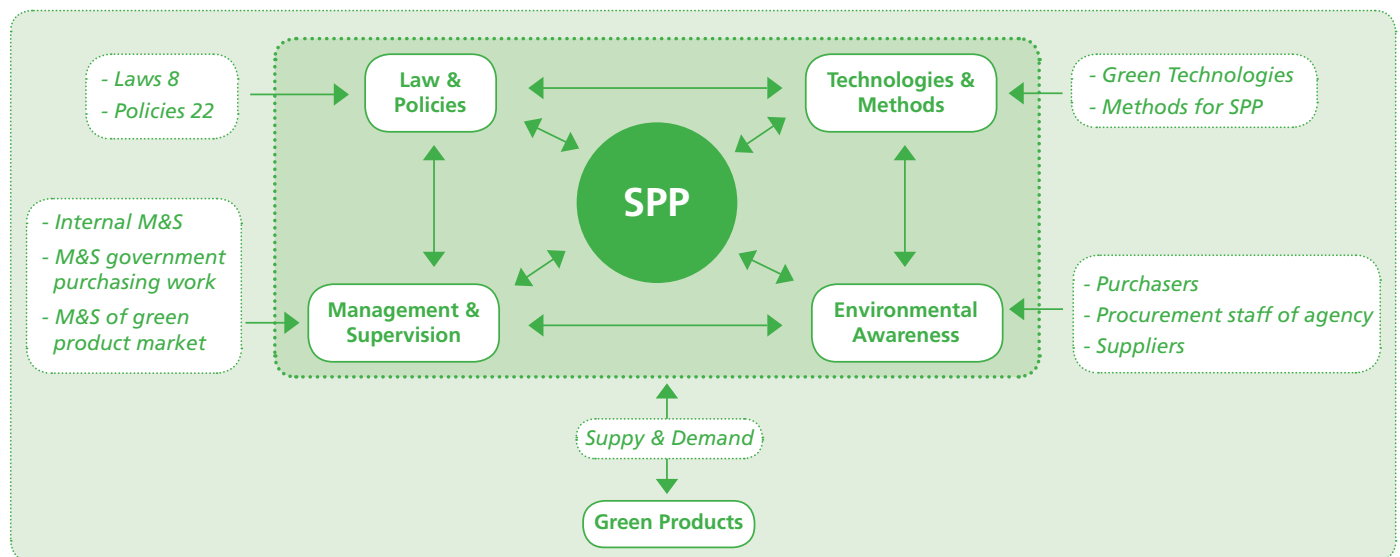 - Laws 8
- Policies 22
Law &
Policies
Technologies &
Methods
- Green Technologies
- Methods for SPP
SPP
- Internal M&S
- M&S government
purchasing work
- M&S of green
product market
Management &
Supervision
Environmental
Awareness
- Purchasers
- Procurement staff of agency
- Suppliers
Suppy & Demand
Green Products